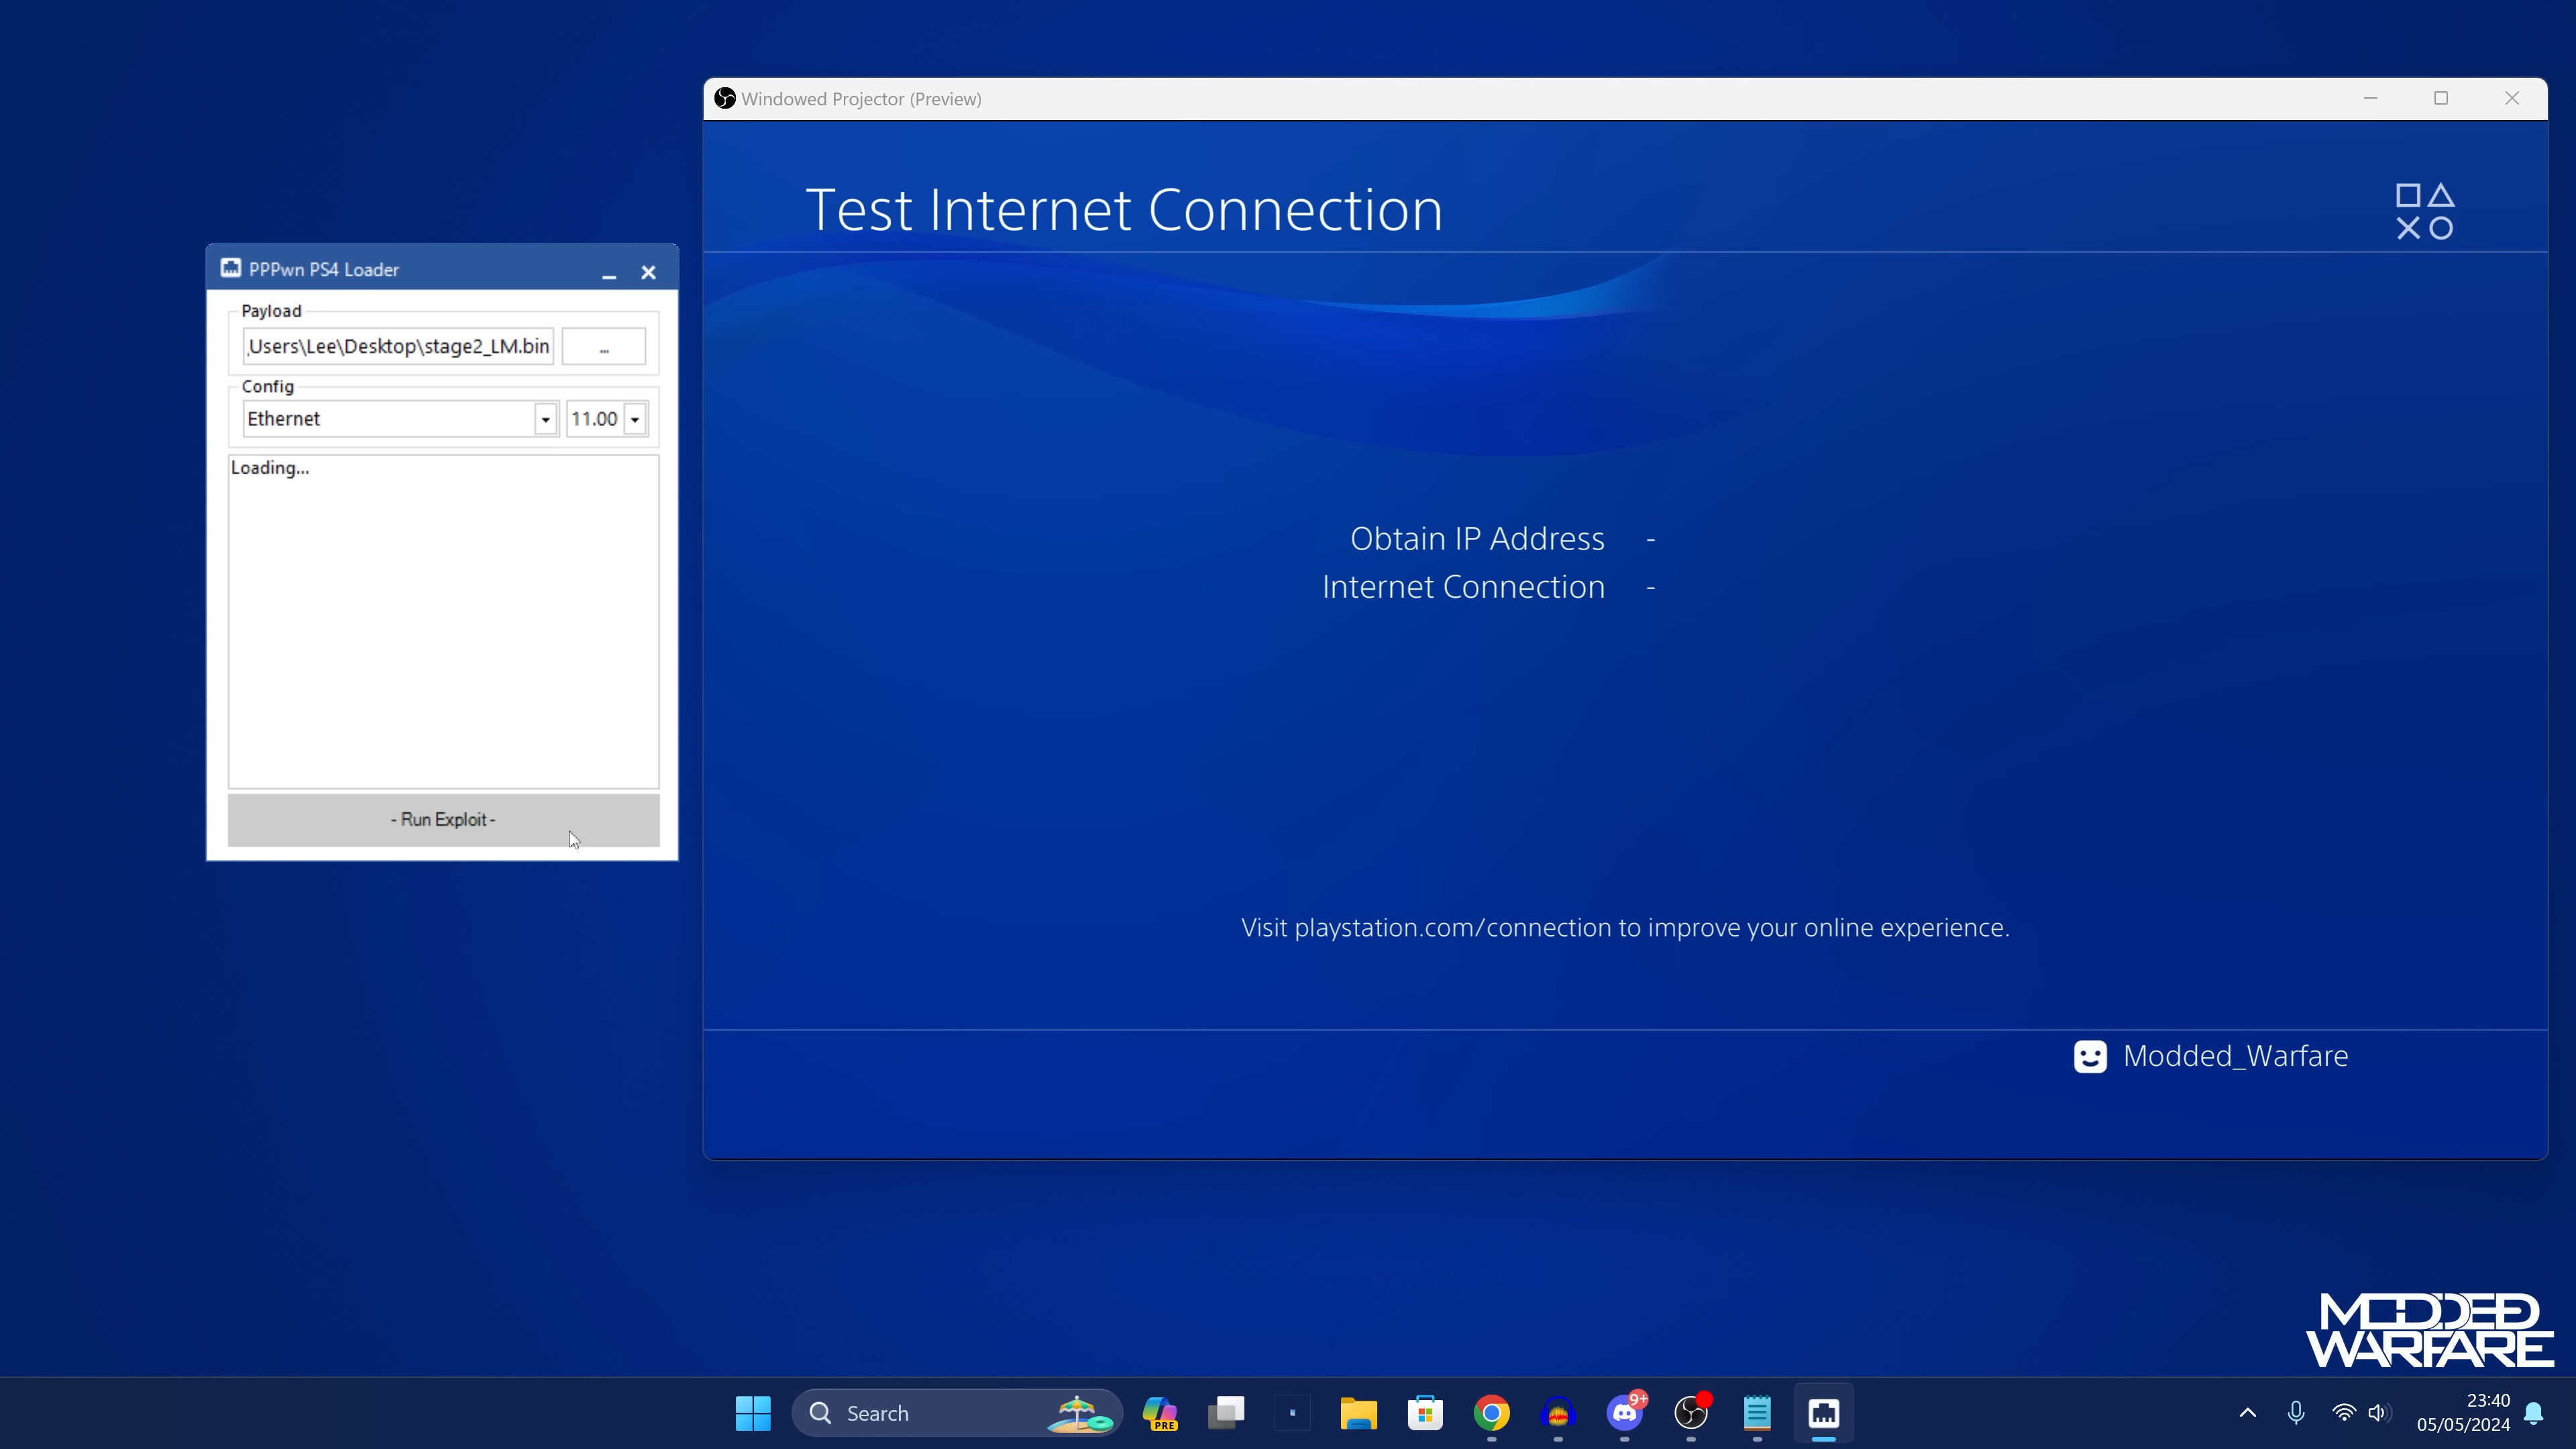 Windowed Projector (Preview)
Test Internet Connection
PPPwn PS4 Loader
Payload
Users\Lee\Desktop\stage2_LM.bin
...
Config
Ethernet
11.00
Loading...
- Run Exploit -
Obtain IP Address -
Internet Connection -
Visit playstation.com/connection to improve your online experience.
Modded_Warfare
MODDED
WARFARE
Search
PRE
9+
23:40
05/05/2024